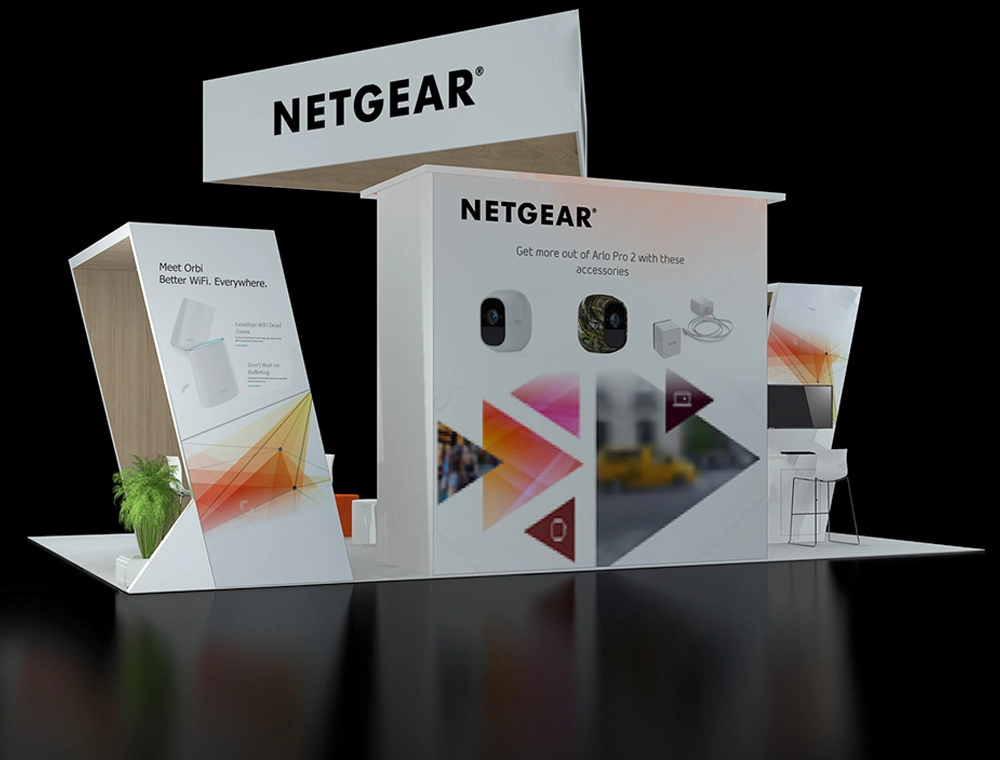 NETGEAR®
NETGEAR®
Get more out of Arlo Pro 2 with these
accessories
Meet Orbi
Better WiFi. Everywhere.
Goodbye WiFi Dead
Zones
Don't Wait on
Buffering